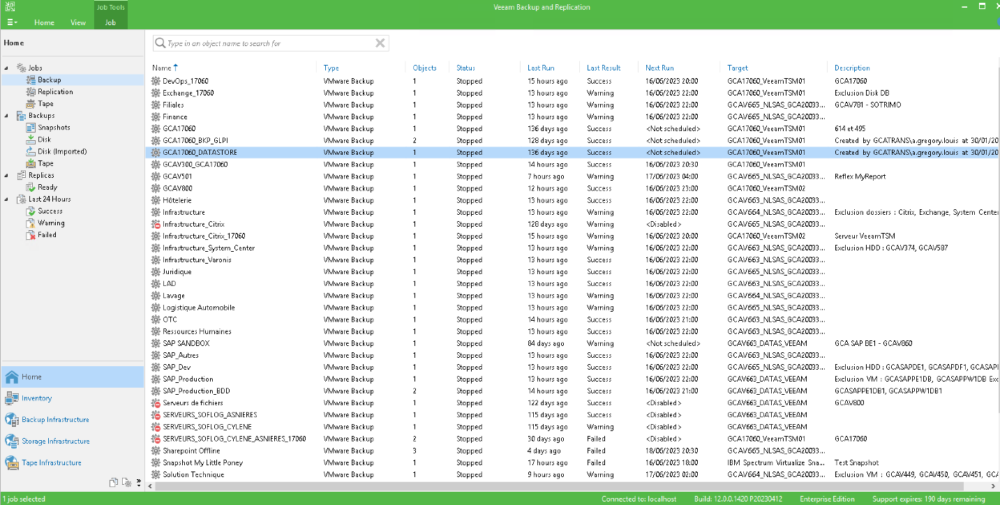 Job Tools
Veeam Backup and Replication
Home View Job
Home
Type in an object name to search for
Jobs
Backup
Replication
Tape
Backups
Snapshots
Disk
Disk (Imported)
Tape
Replicas
Ready
Last 24 Hours
Success
Warning
Failed
Name Type Objects Status Last Run Last Result Next Run Target Description
DevOps_17060 VMware Backup 1 Stopped 15 hours ago Success 16/06/2023 20:00 GCA17060_VeeamTSM01 GCA17060
Exchange_17060 VMware Backup 1 Stopped 13 hours ago Warning 16/06/2023 22:00 GCA17060_VeeamTSM01 Exclusion Disk DB
Filiales VMware Backup 1 Stopped 13 hours ago Warning 16/06/2023 22:00 GCAV665_NLSAS_GCA20033... GCAV781 - SOTRIMO
Finance VMware Backup 1 Stopped 13 hours ago Warning 16/06/2023 22:00 GCAV665_NLSAS_GCA20033...
GCA17060 VMware Backup 1 Stopped 136 days ago Success <Not scheduled> GCA17060_VeeamTSM01 614 et 495
GCA17060_BKP_GLPI VMware Backup 2 Stopped 128 days ago Success <Not scheduled> GCA17060_VeeamTSM01 Created by GCATRANS\a.gregory.louis at 30/01/20
GCA17060_DATASTORE VMware Backup 1 Stopped 136 days ago Success <Not scheduled> GCA17060_VeeamTSM01 Created by GCATRANS\a.gregory.louis at 30/01/20
GCAV300_GCA17060 VMware Backup 1 Stopped 14 hours ago Success 16/06/2023 20:30 GCA17060_VeeamTSM01
GCAV501 VMware Backup 1 Stopped 7 hours ago Warning 17/06/2023 04:00 GCAV665_NLSAS_GCA20033... Reflex MyReport
GCAV800 VMware Backup 1 Stopped 12 hours ago Success 16/06/2023 23:00 GCA17060_VeeamTSM02
Hôtelerie VMware Backup 1 Stopped 13 hours ago Success 16/06/2023 22:00 GCAV665_NLSAS_GCA20033...
Infrastructure VMware Backup 1 Stopped 13 hours ago Warning 16/06/2023 22:00 GCAV664_NLSAS_GCA20033... Exclusion dossiers : Citrix, Exchange, System Center
Infrastructure_Citrix VMware Backup 1 Stopped 128 days ago Warning <Disabled> GCAV665_NLSAS_GCA20033...
Infrastructure_Citrix_17060 VMware Backup 1 Stopped 15 hours ago Warning 16/06/2023 20:00 GCA17060_VeeamTSM02 Serveur VeeamTSM
Infrastructure_System_Center VMware Backup 1 Stopped 13 hours ago Warning 16/06/2023 22:00 GCAV663_NLSAS_GCA20033... Exclusion HDD : GCAV374, GCAV587
Infrastructure_Varonis VMware Backup 1 Stopped 13 hours ago Success 16/06/2023 22:00 GCAV663_NLSAS_GCA20033...
Juridique VMware Backup 1 Stopped 13 hours ago Success 16/06/2023 22:00 GCAV665_NLSAS_GCA20033...
LAD VMware Backup 1 Stopped 13 hours ago Success 16/06/2023 22:00 GCAV663_NLSAS_GCA20033...
Lavage VMware Backup 1 Stopped 13 hours ago Warning 16/06/2023 22:00 GCAV664_NLSAS_GCA20033...
Logistique Automobile VMware Backup 1 Stopped 13 hours ago Warning 16/06/2023 22:00 GCAV665_NLSAS_GCA20033...
OTC VMware Backup 1 Stopped 14 hours ago Success 16/06/2023 21:00 GCAV663_NLSAS_GCA20033...
Ressources Humaines VMware Backup 1 Stopped 13 hours ago Success 16/06/2023 22:00 GCAV663_NLSAS_GCA20033...
SAP SANDBOX VMware Backup 1 Stopped 84 days ago Warning <Not scheduled> GCAV663_DATAS_VEEAM GCA SAP BE1 - GCAV860
SAP_Autres VMware Backup 1 Stopped 13 hours ago Success 16/06/2023 22:00 GCAV663_NLSAS_GCA20033...
SAP_Dev VMware Backup 1 Stopped 13 hours ago Success 16/06/2023 22:00 GCAV665_NLSAS_GCA20033... Exclusion HDD : GCASAPDE1, GCASAPDF1, GCASAPI
SAP_Production VMware Backup 1 Stopped 13 hours ago Success 16/06/2023 22:00 GCAV663_DATAS_VEEAM Exclusion VM : GCASAPPE1DB, GCASAPPW1DB Exc
SAP_Production_BDD VMware Backup 2 Stopped 14 hours ago Success 16/06/2023 21:00 GCAV663_DATAS_VEEAM GCASAPPE1DB1, GCASAPPW1DB1
Serveurs de fichiers VMware Backup 1 Stopped 122 days ago Success <Disabled> GCAV663_DATAS_VEEAM GCAV800
SERVEURS_SOFLOG_ASNIERES VMware Backup 1 Stopped 115 days ago Success <Disabled> GCAV663_DATAS_VEEAM
SERVEURS_SOFLOG_CYLENE VMware Backup 1 Stopped 115 days ago Warning <Disabled> GCAV663_DATAS_VEEAM
SERVEURS_SOFLOG_CYLENE_ASNIERES_17060 VMware Backup 2 Stopped 30 days ago Failed <Disabled> GCA17060_VeeamTSM01 GCA17060
Sharepoint Offline VMware Backup 3 Stopped 4 days ago Failed 18/06/2023 20:30 GCAV663_NLSAS_GCA20033...
Snapshot My Little Poney VMware Backup 1 Stopped 17 hours ago Failed 16/06/2023 18:00 IBM Spectrum Virtualize Sna... Test Snapshot
Solution Technique VMware Backup 1 Stopped 9 hours ago Warning 17/06/2023 02:00 GCAV664_NLSAS_GCA20033... Exclusion VM : GCAV449, GCAV450, GCAV451, GCA
Home
Inventory
Backup Infrastructure
Storage Infrastructure
Tape Infrastructure
1 job selected
Connected to: localhost Build: 12.0.0.1420 P20230412 Enterprise Edition Support expires: 190 days remaining